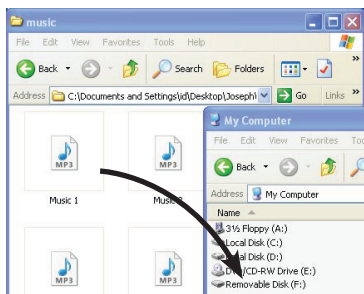 music
File Edit View Favorites Tools Help
Back Search Folders
Address C:\Documents and Settings\id\Desktop\Joseph\ Go Links »
MP3
MP3
Music 1
Music
MP3
MP3
My Computer
File Edit View Favorites
Back
Address My Computer
Name
3½ Floppy (A:)
Local Disk (C:)
Disk (D:)
/CD-RW Drive (E:)
Removable Disk (F:)